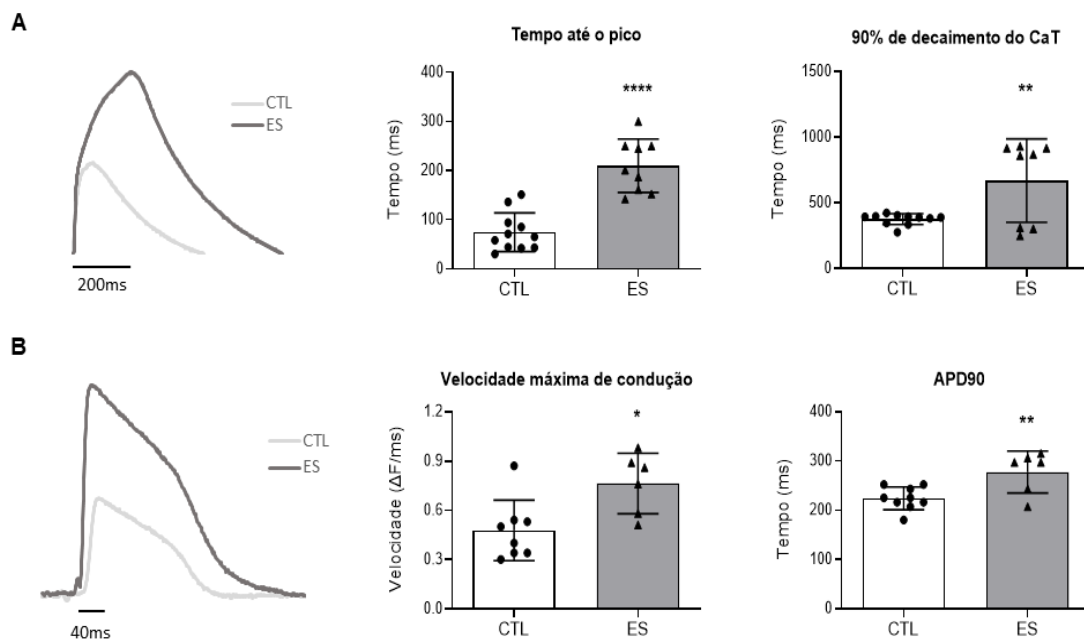 A
CTL
ES
200ms
Tempo até o pico
****
Tempo (ms)
400
300
200
100
0
CTL
ES
90% de decaimento do CaT
**
Tempo (ms)
1500
1000
500
0
CTL
ES
B
CTL
ES
40ms
Velocidade máxima de condução
*
Velocidade (ΔF/ms)
1.2
0.9
0.6
0.3
0.0
CTL
ES
APD90
**
Tempo (ms)
400
300
200
100
0
CTL
ES